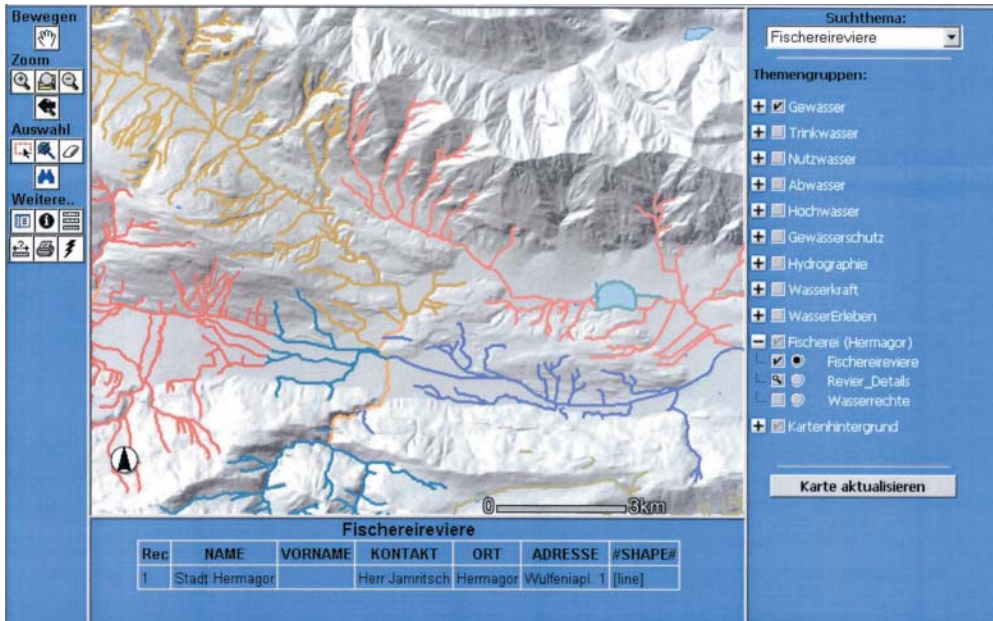 Bewegen
Zoom
Auswahl
Weitere..
0 3km
Fischereireviere
Rec NAME VORNAME KONTAKT ORT ADRESSE #SHAPE#
1 Stadt Hermagor Herr Jamritsch Hermagor Wulfeniapl. 1 [line]
Suchthema:
Fischereireviere
Themengruppen:
Gewässer
Trinkwasser
Nutzwasser
Abwasser
Hochwasser
Gewässerschutz
Hydrographie
Wasserkraft
WasserErleben
Fischerei (Hermagor)
Fischereireviere
Revier_Details
Wasserrechte
Kartenhintergrund
Karte aktualisieren